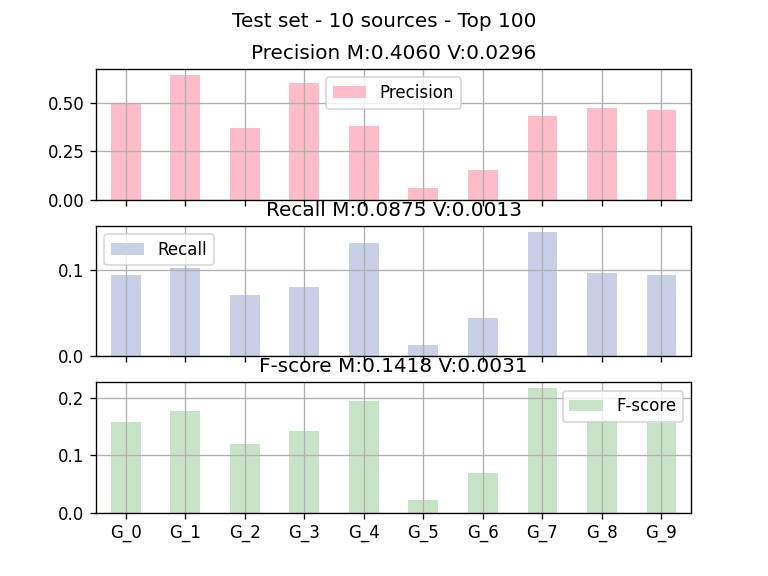 Test set - 10 sources - Top 100
Precision M:0.4060 V:0.0296
0.50
0.25
0.00
Precision
Recall M:0.0875 V:0.0013
0.1
0.0
Recall
F-score M:0.1418 V:0.0031
0.2
0.1
0.0
F-score
G_0 G_1 G_2 G_3 G_4 G_5 G_6 G_7 G_8 G_9